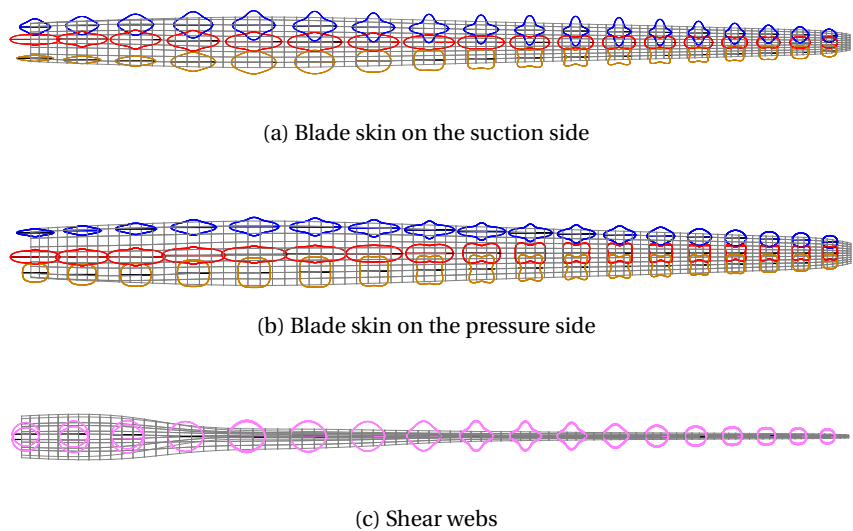 (a) Blade skin on the suction side
(b) Blade skin on the pressure side
(c) Shear webs